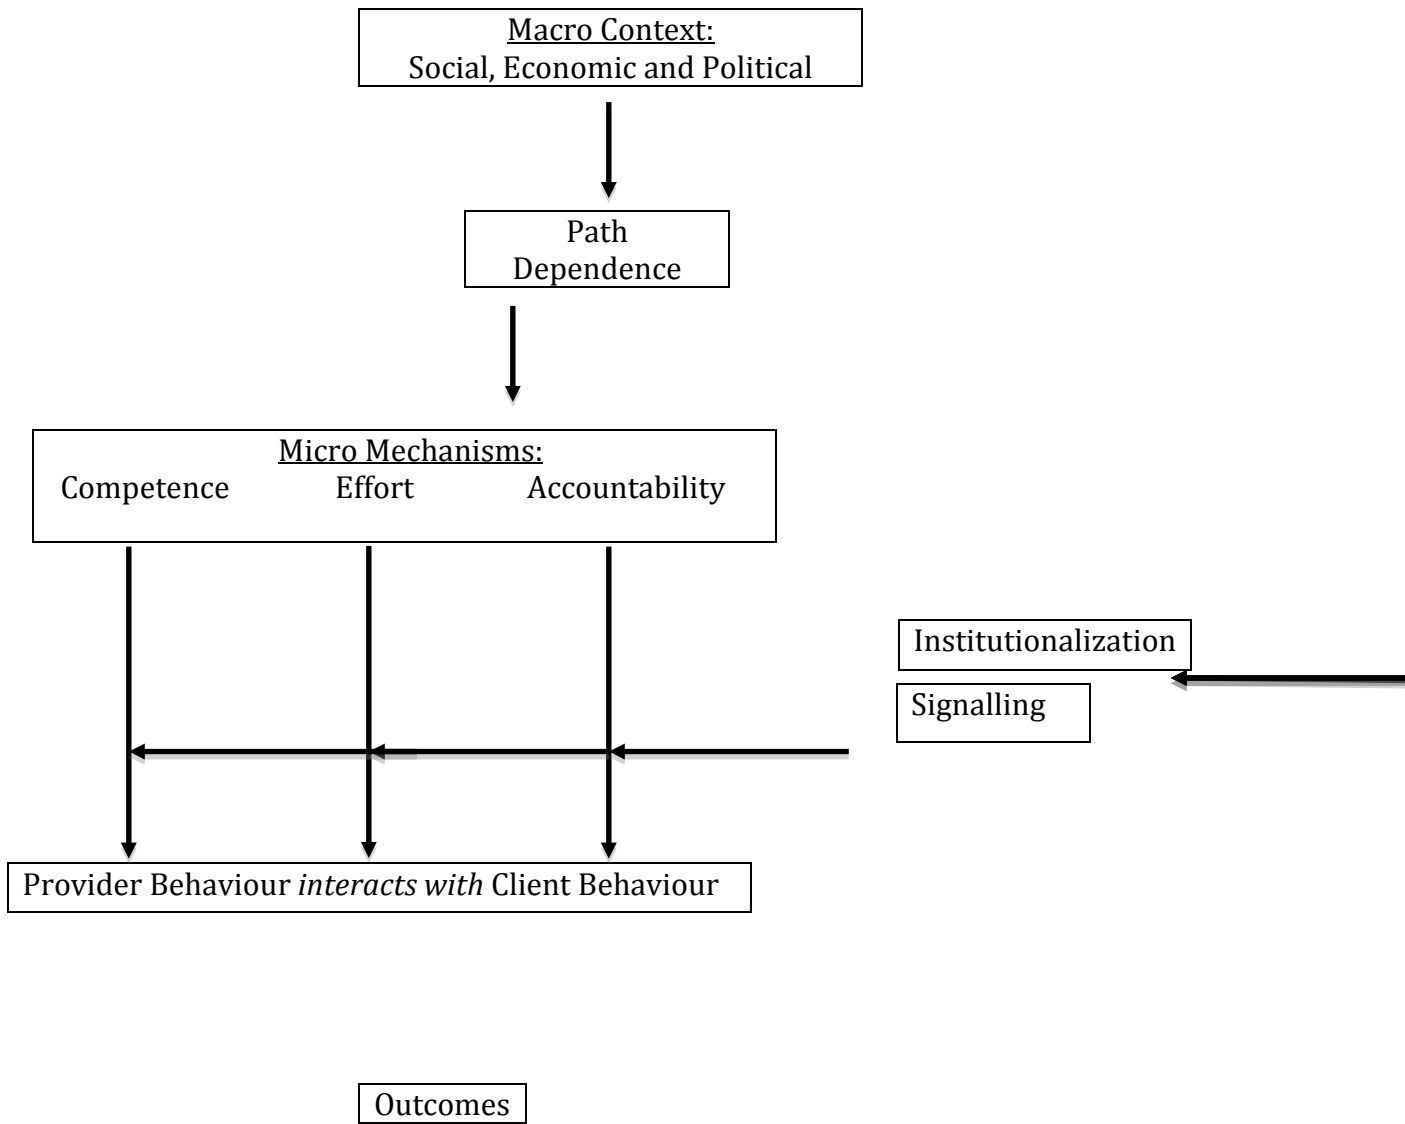 Macro Context:
Social, Economic and Political
Path
Dependence
Micro Mechanisms:
Competence Effort Accountability
Institutionalization
Signalling
Provider Behaviour interacts with Client Behaviour
Outcomes